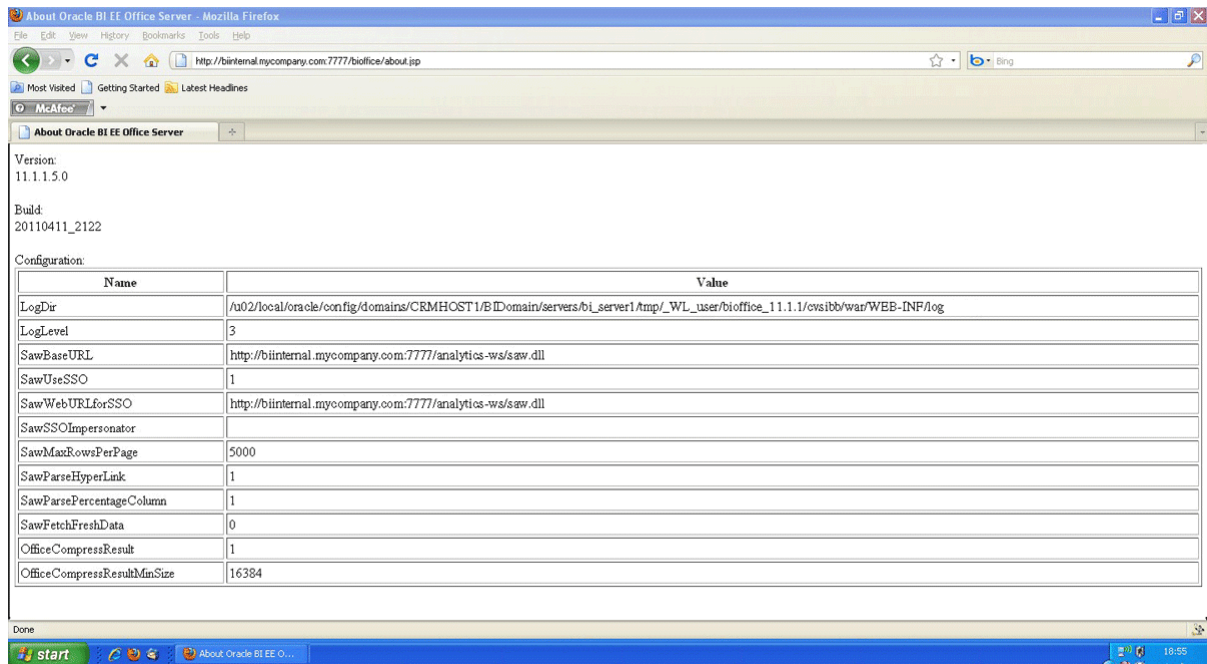 About Oracle BI EE Office Server - Mozilla Firefox
File Edit View History Bookmarks Tools Help
http://biinternal.mycompany.com:7777/bioffice/about.jsp
Bing
Most Visited Getting Started Latest Headlines
McAfee
About Oracle BI EE Office Server
Version:
11.1.1.5.0
Build:
20110411_2122
Configuration:
Name Value
LogDir /u02/local/oracle/config/domains/CRMHOST1/BIDomain/servers/bi_server1/tmp/_WL_user/bioffice_11.1.1/cvsibb/war/WEB-INF/log
LogLevel 3
SawBaseURL http://biinternal.mycompany.com:7777/analytics-ws/saw.dll
SawUseSSO 1
SawWebURLforSSO http://biinternal.mycompany.com:7777/analytics-ws/saw.dll
SawSSOImpersonator
SawMaxRowsPerPage 5000
SawParseHyperLink 1
SawParsePercentageColumn 1
SawFetchFreshData 0
OfficeCompressResult 1
OfficeCompressResultMinSize 16384
Done
start About Oracle BI EE O... 18:55